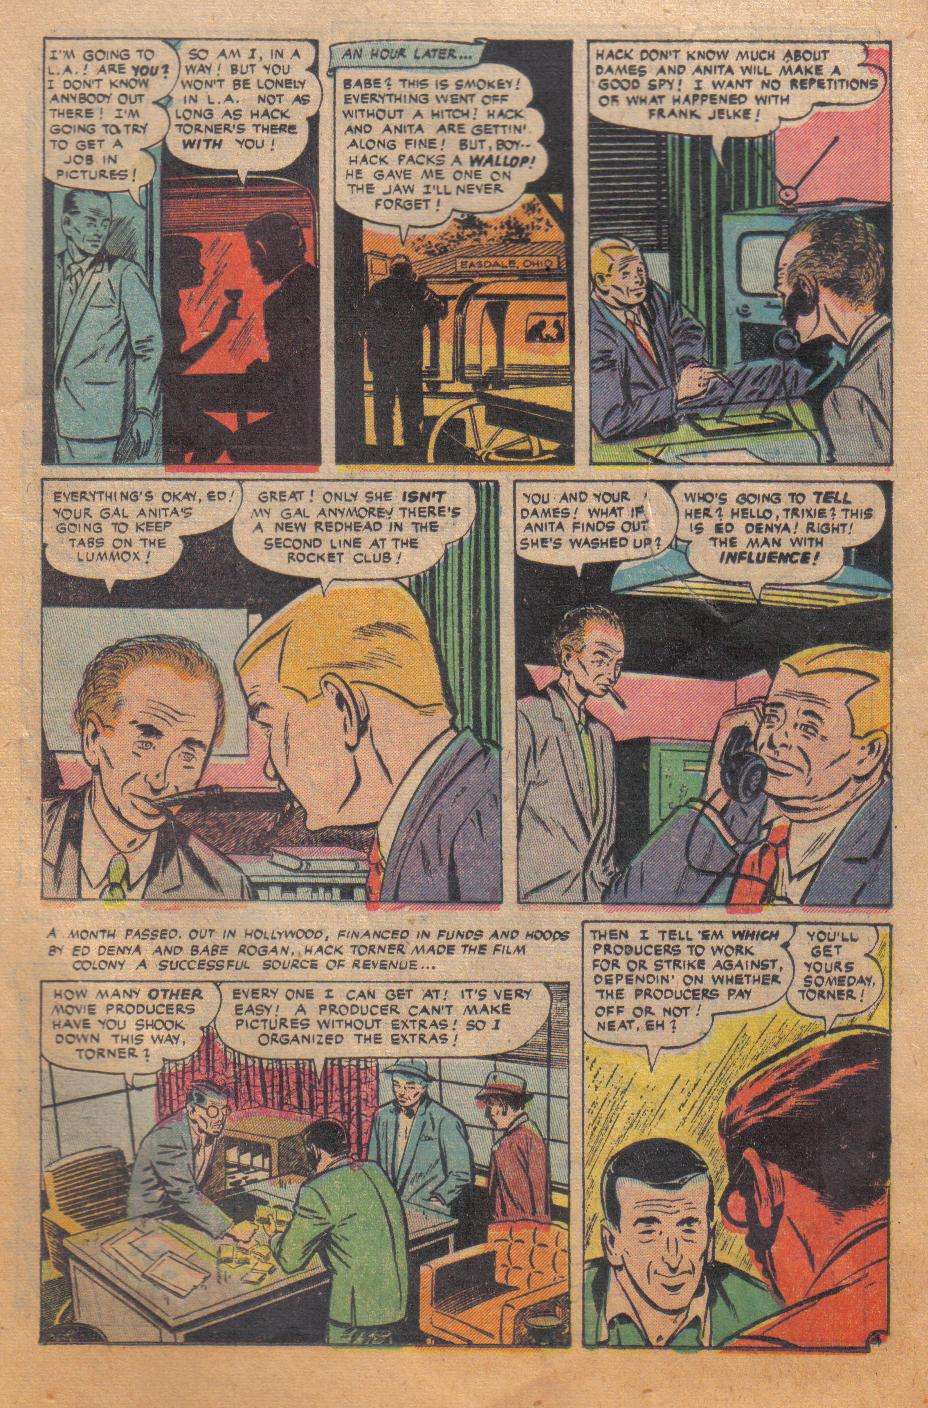 I'M GOING TO
L.A.! ARE YOU?
I DON'T KNOW
ANYBODY OUT
THERE! I'M
GOING TO TRY
TO GET A
JOB IN
PICTURES!
SO AM I, IN A
WAY! BUT YOU
WON'T BE LONELY
IN L.A. NOT AS
LONG AS HACK
TORNER'S THERE
WITH YOU!
AN HOUR LATER...
BABE? THIS IS SMOKEY!
EVERYTHING WENT OFF
WITHOUT A HITCH! HACK
AND ANITA ARE GETTIN'
ALONG FINE! BUT, BOY--
HACK PACKS A WALLOP!
HE GAVE ME ONE ON
THE JAW I'LL NEVER
FORGET!
EASDALE, OHIO
HACK DON'T KNOW MUCH ABOUT
DAMES AND ANITA WILL MAKE A
GOOD SPY! I WANT NO REPETITIONS
OF WHAT HAPPENED WITH
FRANK JELKE!
EVERYTHING'S OKAY, ED!
YOUR GAL ANITA'S
GOING TO KEEP
TABS ON THE
LUMMOX!
GREAT! ONLY SHE ISN'T
MY GAL ANYMORE! THERE'S
A NEW REDHEAD IN THE
SECOND LINE AT THE
ROCKET CLUB!
YOU AND YOUR
DAMES! WHAT IF
ANITA FINDS OUT
SHE'S WASHED UP?
WHO'S GOING TO TELL
HER? HELLO, TRIXIE? THIS
IS ED DENYA! RIGHT!
THE MAN WITH
INFLUENCE!
A MONTH PASSED. OUT IN HOLLYWOOD, FINANCED IN FUNDS AND HOODS
BY ED DENYA AND BABE ROGAN, HACK TORNER MADE THE FILM
COLONY A SUCCESSFUL SOURCE OF REVENUE...
HOW MANY OTHER
MOVIE PRODUCERS
HAVE YOU SHOOK
DOWN THIS WAY,
TORNER?
EVERY ONE I CAN GET AT! IT'S VERY
EASY! A PRODUCER CAN'T MAKE
PICTURES WITHOUT EXTRAS! SO I
ORGANIZED THE EXTRAS!
THEN I TELL 'EM WHICH
PRODUCERS TO WORK
FOR OR STRIKE AGAINST,
DEPENDIN' ON WHETHER
THE PRODUCERS PAY
OFF OR NOT!
NEAT, EH?
YOU'LL
GET
YOURS
SOMEDAY,
TORNER!
4